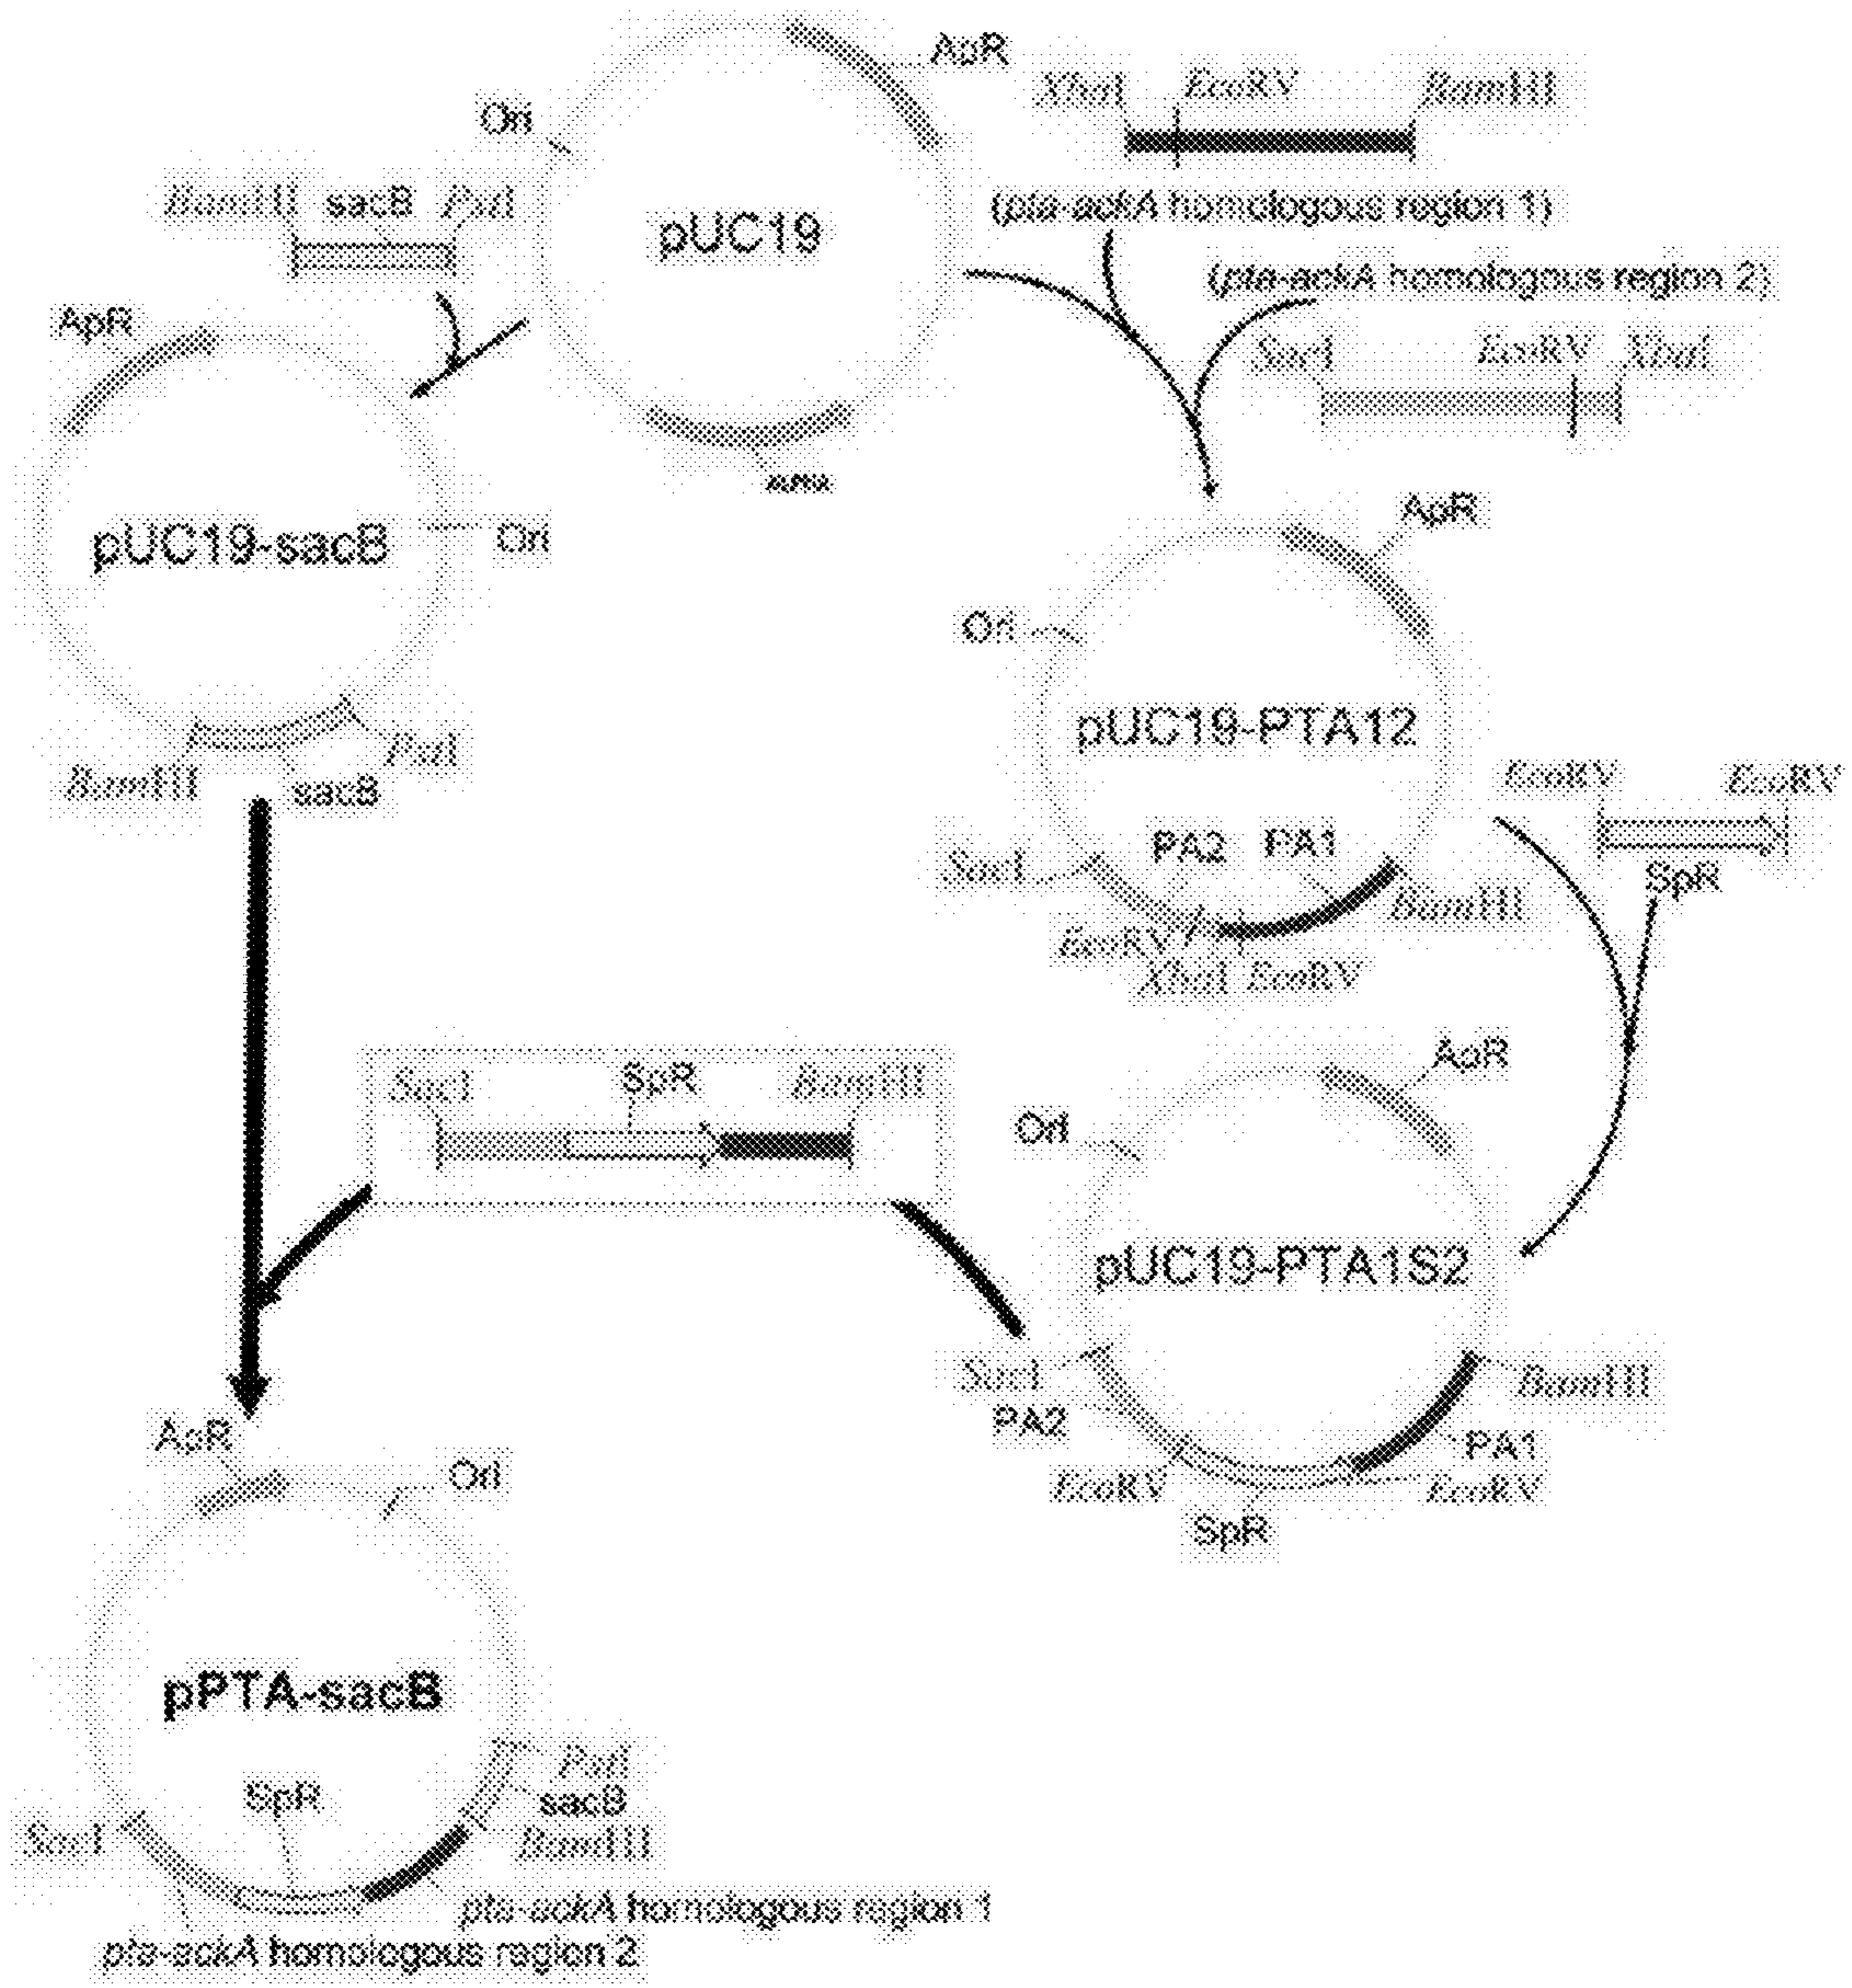 ApR
XbaI EcoRV BamHI
Ori
BamHI sacB PstI
pUC19
(pta-ackA homologous region 1)
(pta-ackA homologous region 2)
ApR
SacI EcoRV XbaI
pUC19-sacB
Ori
ApR
Ori
pUC19-PTA12
BamHI
sacB
PstI
EcoRV EcoRV
SpR
PA2 PA1
SacI
BamHI
EcoRV
XbaI EcoRV
SacI SpR BamHI
ApR
Ori
pUC19-PTA1S2
SacI
BamHI
PA2
PA1
EcoRV
EcoRV
SpR
ApR
Ori
pPTA-sacB
PstI
SpR
sacB
SacI
BamHI
pta-ackA homologous region 1
pta-ackA homologous region 2